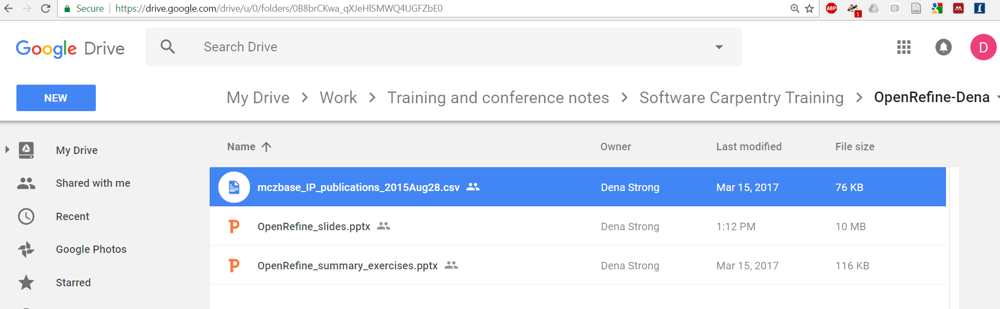 Secure https://drive.google.com/drive/u/0/folders/0B8brCKwa_qXJeHlSMWQ4UGFZbE0 ABP 1
Google Drive Search Drive D
NEW My Drive > Work > Training and conference notes > Software Carpentry Training > OpenRefine-Dena
Name Owner Last modified File size
My Drive
mczbase_IP_publications_2015Aug28.csv Dena Strong Mar 15, 2017 76 KB
Shared with me
OpenRefine_slides.pptx Dena Strong 1:12 PM 10 MB
Recent
Google Photos
OpenRefine_summary_exercises.pptx Dena Strong Mar 15, 2017 116 KB
Starred